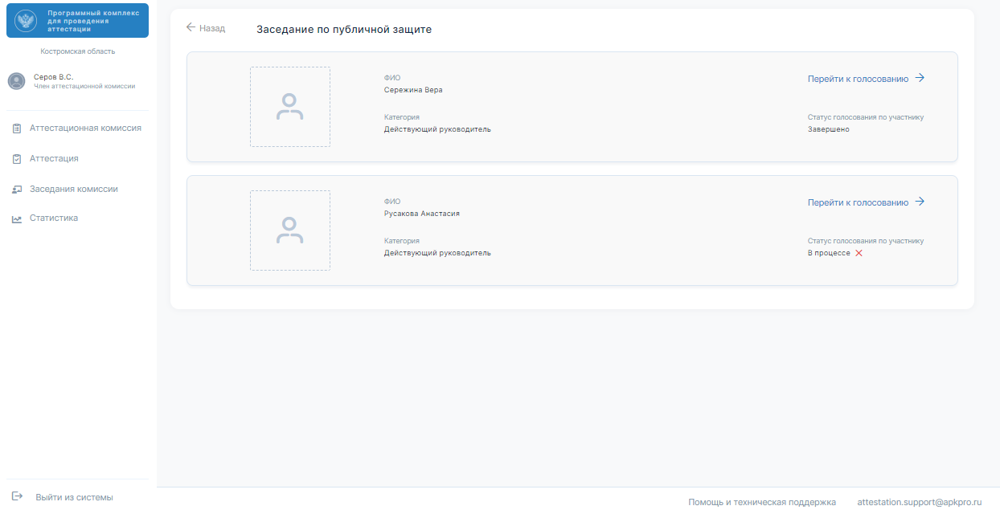 Программный комплекс
для проведения
аттестации
Костромская область
Серов В.С.
Член аттестационной комиссии
Аттестационная комиссия
Аттестация
Заседания комиссии
Статистика
Выйти из системы
Назад
Заседание по публичной защите
ФИО
Сережина Вера
Категория
Действующий руководитель
Перейти к голосованию
Статус голосования по участнику
Завершено
ФИО
Русакова Анастасия
Категория
Действующий руководитель
Перейти к голосованию
Статус голосования по участнику
В процессе
Помощь и техническая поддержка
attestation.support@apkpro.ru